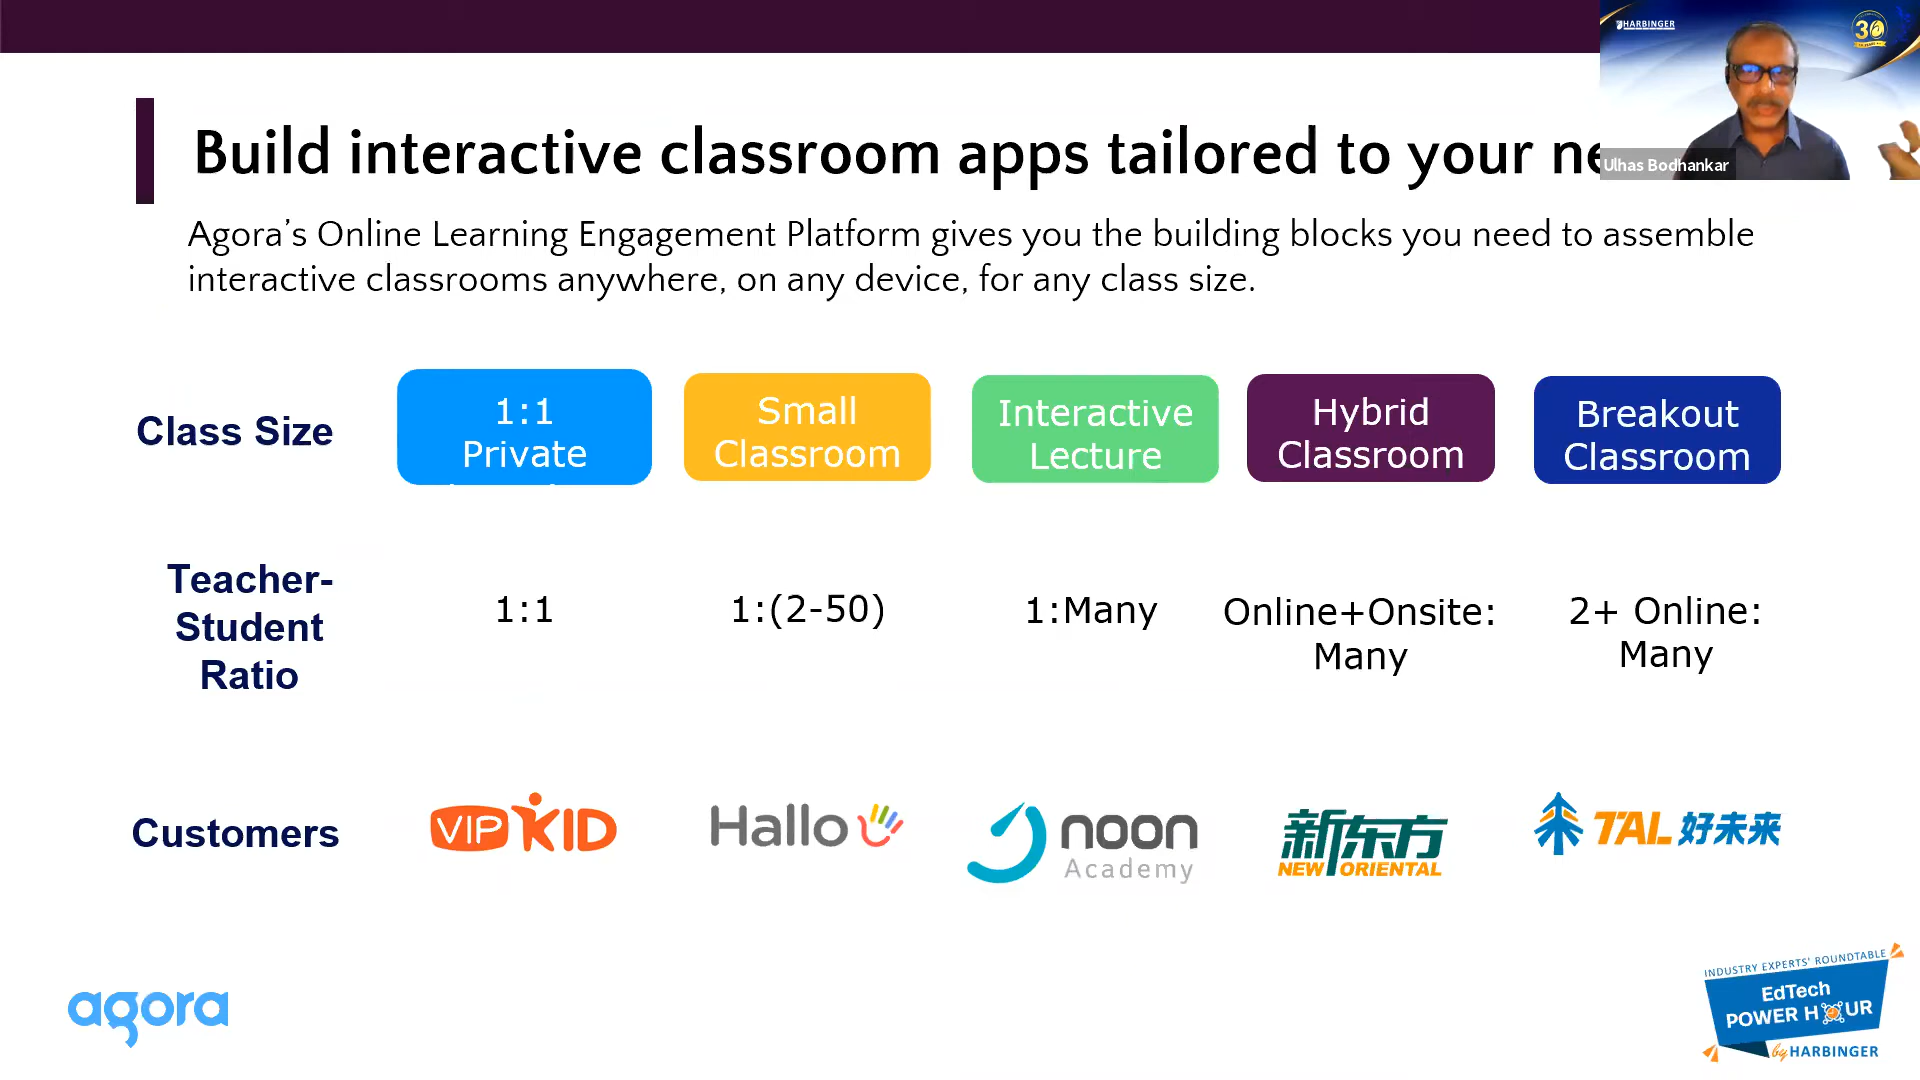 HARBINGER
30
Build interactive classroom apps tailored to your ne
Ulhas Bodhankar
Agora’s Online Learning Engagement Platform gives you the building blocks you need to assemble
interactive classrooms anywhere, on any device, for any class size.
Class Size
1:1
Private
Small
Classroom
Interactive
Lecture
Hybrid
Classroom
Breakout
Classroom
Teacher-
Student
Ratio
1:1
1:(2-50)
1:Many
Online+Onsite:
Many
2+ Online:
Many
Customers
VIPKID
Hallo
noon
Academy
新东方
NEW ORIENTAL
TAL 好未来
agora
INDUSTRY EXPERTS' ROUNDTABLE
EdTech
POWER HOUR
by HARBINGER